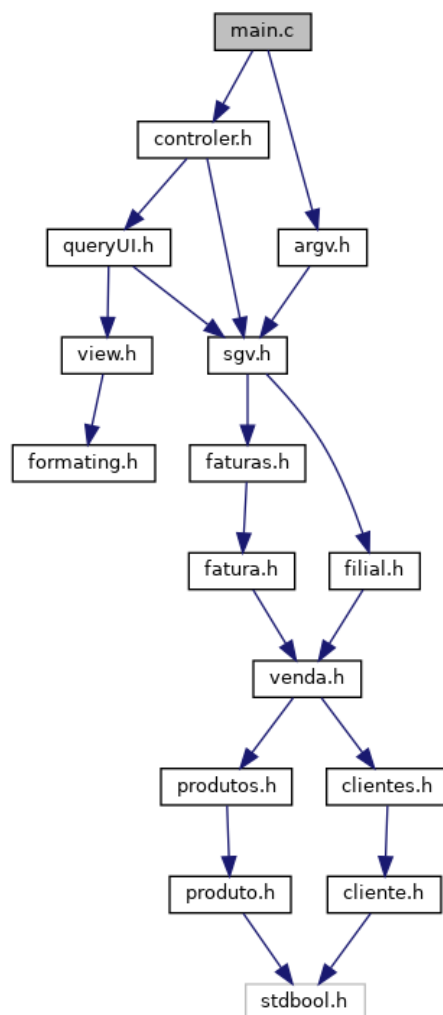 main.c
controler.h
queryUI.h
argv.h
view.h
sgv.h
formating.h
faturas.h
fatura.h
filial.h
venda.h
produtos.h
clientes.h
produto.h
cliente.h
stdbool.h